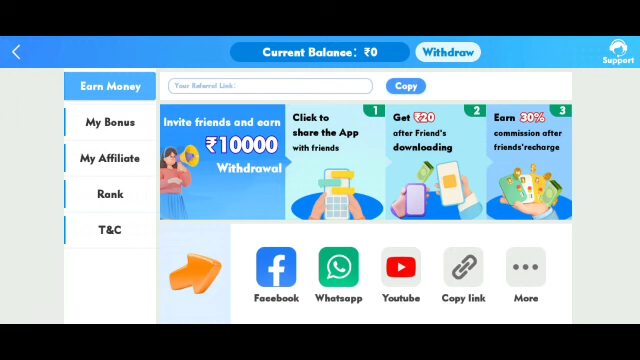 Current Balance: ₹0
Withdraw
Support
Earn Money
My Bonus
My Affiliate
Rank
T&C
Your Referral Link:
Copy
Invite friends and earn
₹10000
Withdrawal
1
Click to
share the App
with friends
2
Get ₹20
after Friend's
downloading
3
Earn 30%
commission after
friends'recharge
Facebook
Whatsapp
Youtube
Copy link
More